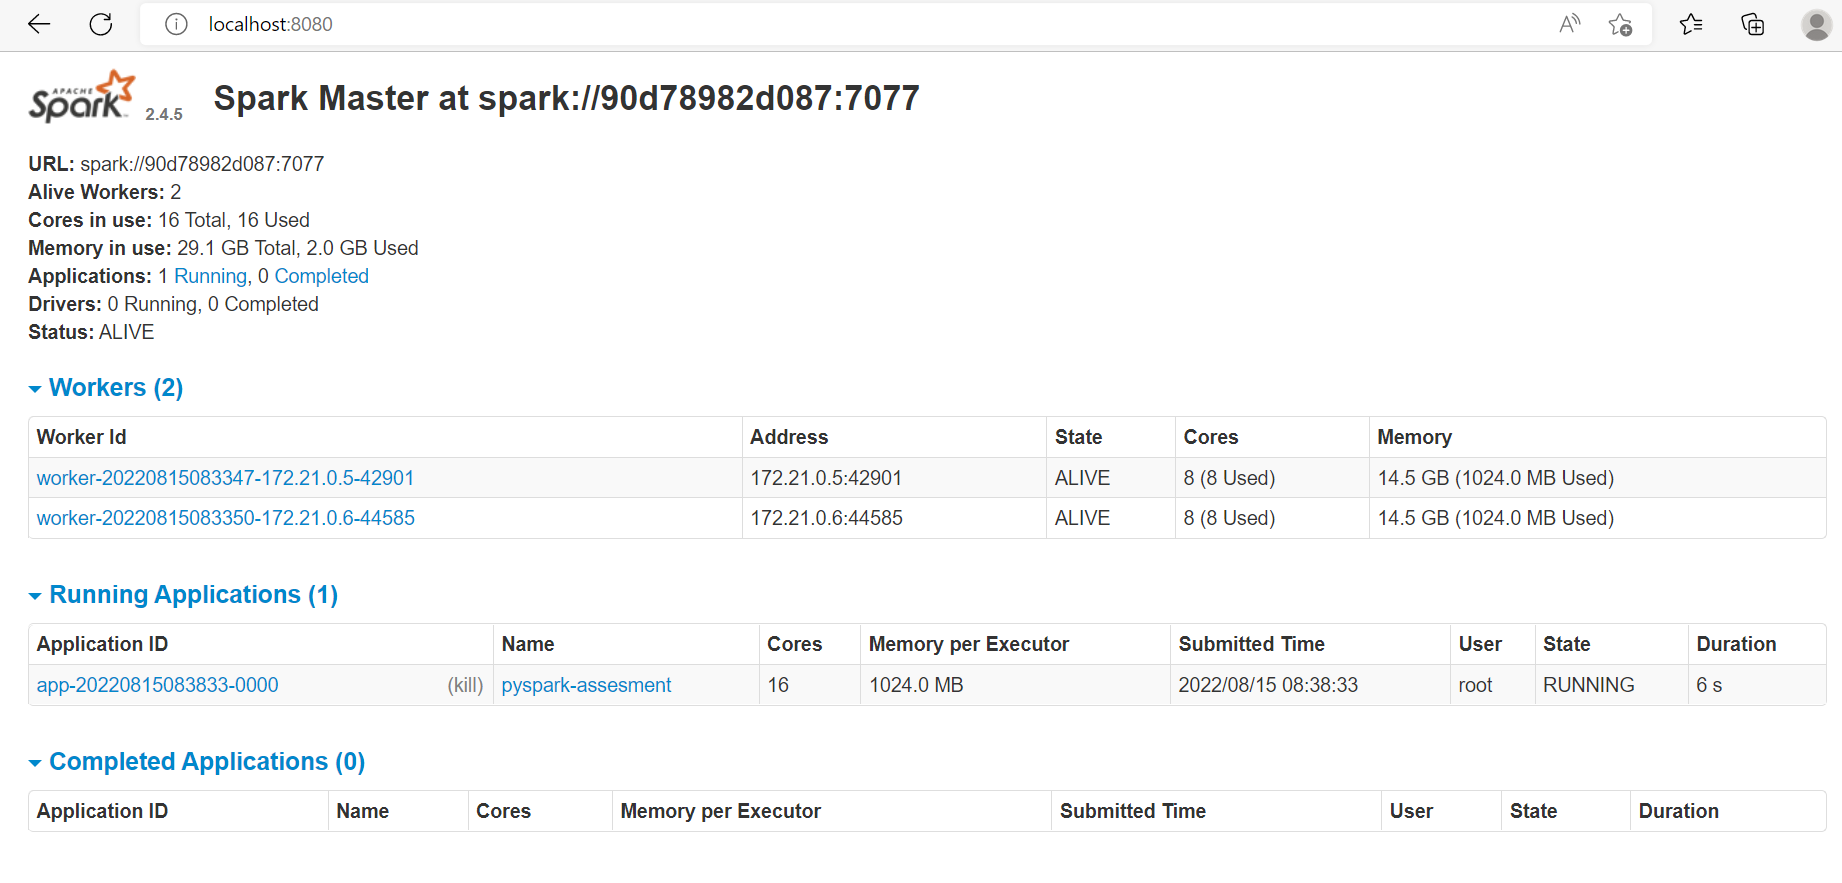 localhost:8080
APACHE
Spark 2.4.5 Spark Master at spark://90d78982d087:7077
URL: spark://90d78982d087:7077
Alive Workers: 2
Cores in use: 16 Total, 16 Used
Memory in use: 29.1 GB Total, 2.0 GB Used
Applications: 1 Running, 0 Completed
Drivers: 0 Running, 0 Completed
Status: ALIVE
Workers (2)
Worker Id Address State Cores Memory
worker-20220815083347-172.21.0.5-42901 172.21.0.5:42901 ALIVE 8 (8 Used) 14.5 GB (1024.0 MB Used)
worker-20220815083350-172.21.0.6-44585 172.21.0.6:44585 ALIVE 8 (8 Used) 14.5 GB (1024.0 MB Used)
Running Applications (1)
Application ID Name Cores Memory per Executor Submitted Time User State Duration
app-20220815083833-0000 (kill) pyspark-assesment 16 1024.0 MB 2022/08/15 08:38:33 root RUNNING 6 s
Completed Applications (0)
Application ID Name Cores Memory per Executor Submitted Time User State Duration